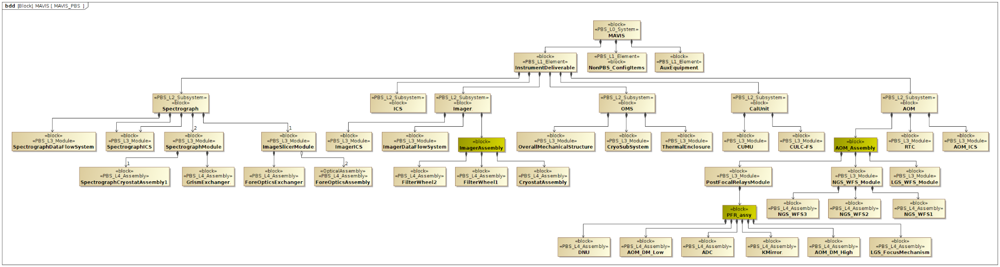 bdd [Block] MAVIS [ MAVIS_PBS ]
«block»
«PBS_L0_System»
MAVIS
«block»
«PBS_L1_Element»
InstrumentDeliverable
«PBS_L1_Element»
«block»
NonPBS_ConfigItems
«block»
«PBS_L1_Element»
AuxEquipment
«PBS_L2_Subsystem»
«block»
Spectrograph
«PBS_L2_Subsystem»
«block»
ICS
«PBS_L2_Subsystem»
«block»
Imager
«PBS_L2_Subsystem»
«block»
OMS
«PBS_L2_Subsystem»
«block»
CalUnit
«PBS_L2_Subsystem»
«block»
AOM
2
1
«block»
«PBS_L3_Module»
SpectrographDataFlowSystem
«block»
«PBS_L3_Module»
SpectrographICS
«block»
«PBS_L3_Module»
SpectrographModule
«block»
«PBS_L3_Module»
ImageSlicerModule
«block»
«PBS_L3_Module»
ImagerICS
«block»
«PBS_L3_Module»
ImagerDataFlowSystem
«block»
ImagerAssembly
«block»
«PBS_L3_Module»
OverallMechanicalStructure
«block»
«PBS_L3_Module»
CryoSubSystem
«block»
«PBS_L3_Module»
ThermalEnclosure
«block»
«PBS_L3_Module»
CUMU
«block»
«PBS_L3_Module»
CULC-FS
«block»
AOM_Assembly
«block»
«PBS_L3_Module»
RTC
«block»
«PBS_L3_Module»
AOM_ICS
1
2
«block»
«PBS_L4_Assembly»
SpectrographCryostatAssembly1
«block»
«PBS_L4_Assembly»
GrismExchanger
«block»
«PBS_L4_Assembly»
ForeOpticsExchanger
«OpticalAssembly»
«PBS_L4_Assembly»
ForeOpticsAssembly
«block»
«PBS_L4_Assembly»
FilterWheel2
«block»
«PBS_L4_Assembly»
FilterWheel1
«block»
«PBS_L4_Assembly»
CryostatAssembly
«block»
«PBS_L3_Module»
PostFocalRelaysModule
«block»
«PBS_L3_Module»
NGS_WFS_Module
«block»
«PBS_L3_Module»
LGS_WFS_Module
«block»
PFR_assy
«block»
«PBS_L4_Assembly»
NGS_WFS3
«block»
«PBS_L4_Assembly»
NGS_WFS2
«block»
«PBS_L4_Assembly»
NGS_WFS1
«block»
«PBS_L4_Assembly»
DNU
«block»
«PBS_L4_Assembly»
AOM_DM_Low
«block»
«PBS_L4_Assembly»
ADC
«block»
«PBS_L4_Assembly»
KMirror
«block»
«PBS_L4_Assembly»
AOM_DM_High
«block»
«PBS_L4_Assembly»
LGS_FocusMechanism